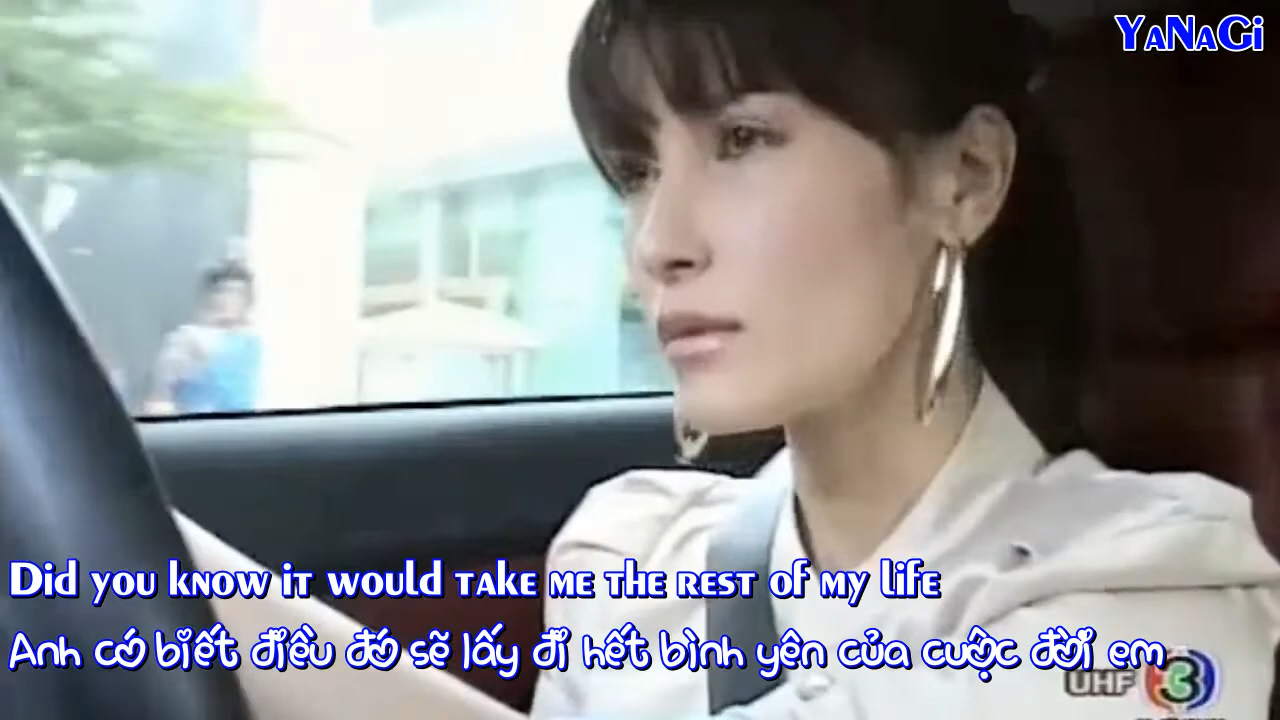 YaNaGi
Did you know it would take me the rest of my life
Anh có biết điều đó sẽ lấy đi hết bình yên của cuộc đời em
UHF 3